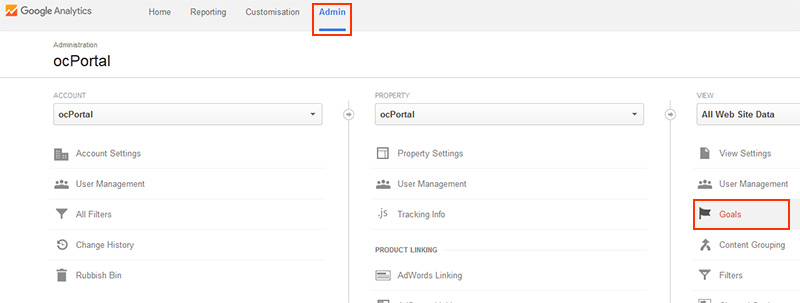 Google Analytics
Home
Reporting
Customisation
Admin
Administration
ocPortal
ACCOUNT
ocPortal
Account Settings
User Management
All Filters
Change History
Rubbish Bin
PROPERTY
ocPortal
Property Settings
User Management
.js Tracking Info
PRODUCT LINKING
AdWords Linking
VIEW
All Web Site Data
View Settings
User Management
Goals
Content Grouping
Filters